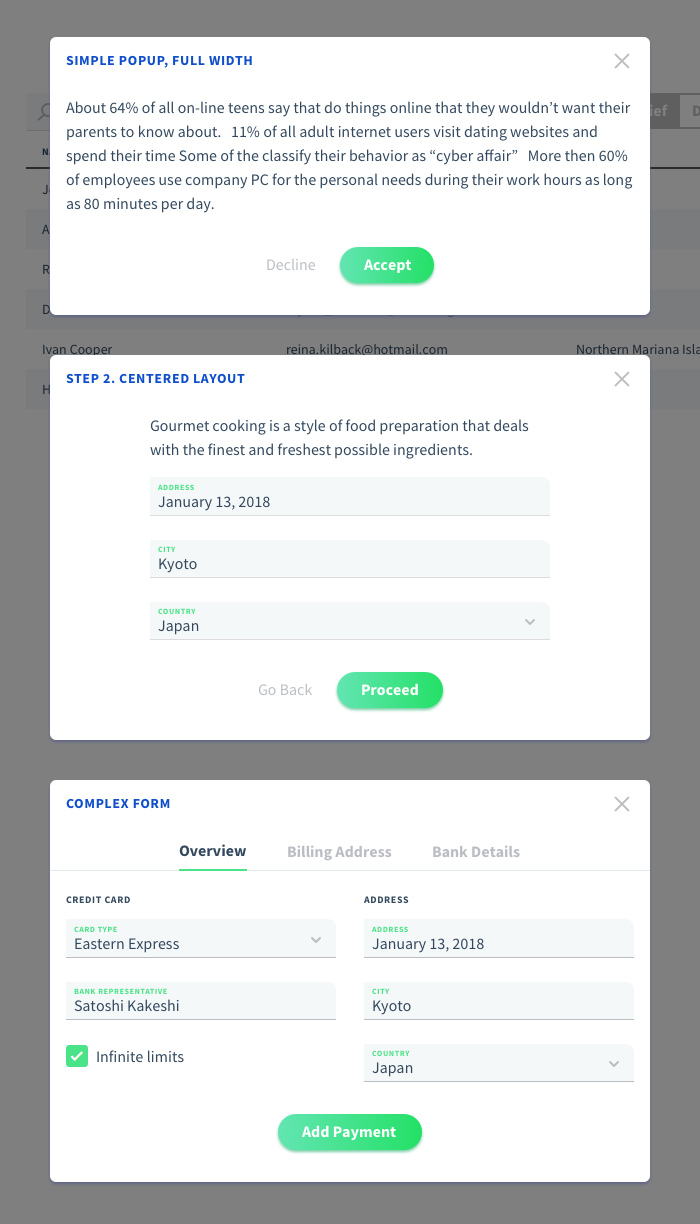 SIMPLE POPUP, FULL WIDTH
About 64% of all on-line teens say that do things online that they wouldn’t want their
parents to know about.   11% of all adult internet users visit dating websites and
spend their time Some of the classify their behavior as “cyber affair”   More then 60%
of employees use company PC for the personal needs during their work hours as long
as 80 minutes per day.
Decline Accept
Ivan Cooper reina.kilback@hotmail.com Northern Mariana Isla
STEP 2. CENTERED LAYOUT
Gourmet cooking is a style of food preparation that deals
with the finest and freshest possible ingredients.
ADDRESS
January 13, 2018
CITY
Kyoto
COUNTRY
Japan
Go Back Proceed
COMPLEX FORM
Overview Billing Address Bank Details
CREDIT CARD
CARD TYPE
Eastern Express
BANK REPRESENTATIVE
Satoshi Kakeshi
Infinite limits
ADDRESS
ADDRESS
January 13, 2018
CITY
Kyoto
COUNTRY
Japan
Add Payment